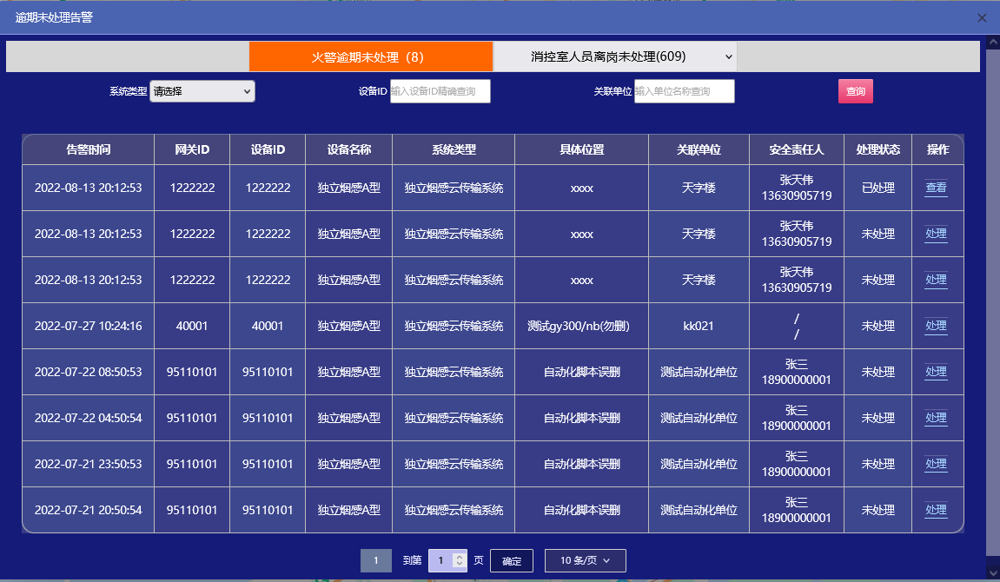 逾期未处理告警
火警逾期未处理（8） 消控室人员离岗未处理(609)
系统类型 请选择 设备ID 输入设备ID精确查询 关联单位 输入单位名称查询 查询
告警时间 网关ID 设备ID 设备名称 系统类型 具体位置 关联单位 安全责任人 处理状态 操作
2022-08-13 20:12:53 1222222 1222222 独立烟感A型 独立烟感云传输系统 xxxx 天字楼 张天伟 13630905719 已处理 查看
2022-08-13 20:12:53 1222222 1222222 独立烟感A型 独立烟感云传输系统 xxxx 天字楼 张天伟 13630905719 未处理 处理
2022-08-13 20:12:53 1222222 1222222 独立烟感A型 独立烟感云传输系统 xxxx 天字楼 张天伟 13630905719 未处理 处理
2022-07-27 10:24:16 40001 40001 独立烟感A型 独立烟感云传输系统 测试gy300/nb(勿删) kk021 / / 未处理 处理
2022-07-22 08:50:53 95110101 95110101 独立烟感A型 独立烟感云传输系统 自动化脚本误删 测试自动化单位 张三 18900000001 未处理 处理
2022-07-22 04:50:54 95110101 95110101 独立烟感A型 独立烟感云传输系统 自动化脚本误删 测试自动化单位 张三 18900000001 未处理 处理
2022-07-21 23:50:53 95110101 95110101 独立烟感A型 独立烟感云传输系统 自动化脚本误删 测试自动化单位 张三 18900000001 未处理 处理
2022-07-21 20:50:54 95110101 95110101 独立烟感A型 独立烟感云传输系统 自动化脚本误删 测试自动化单位 张三 18900000001 未处理 处理
1 到第 1 页 确定 10 条/页